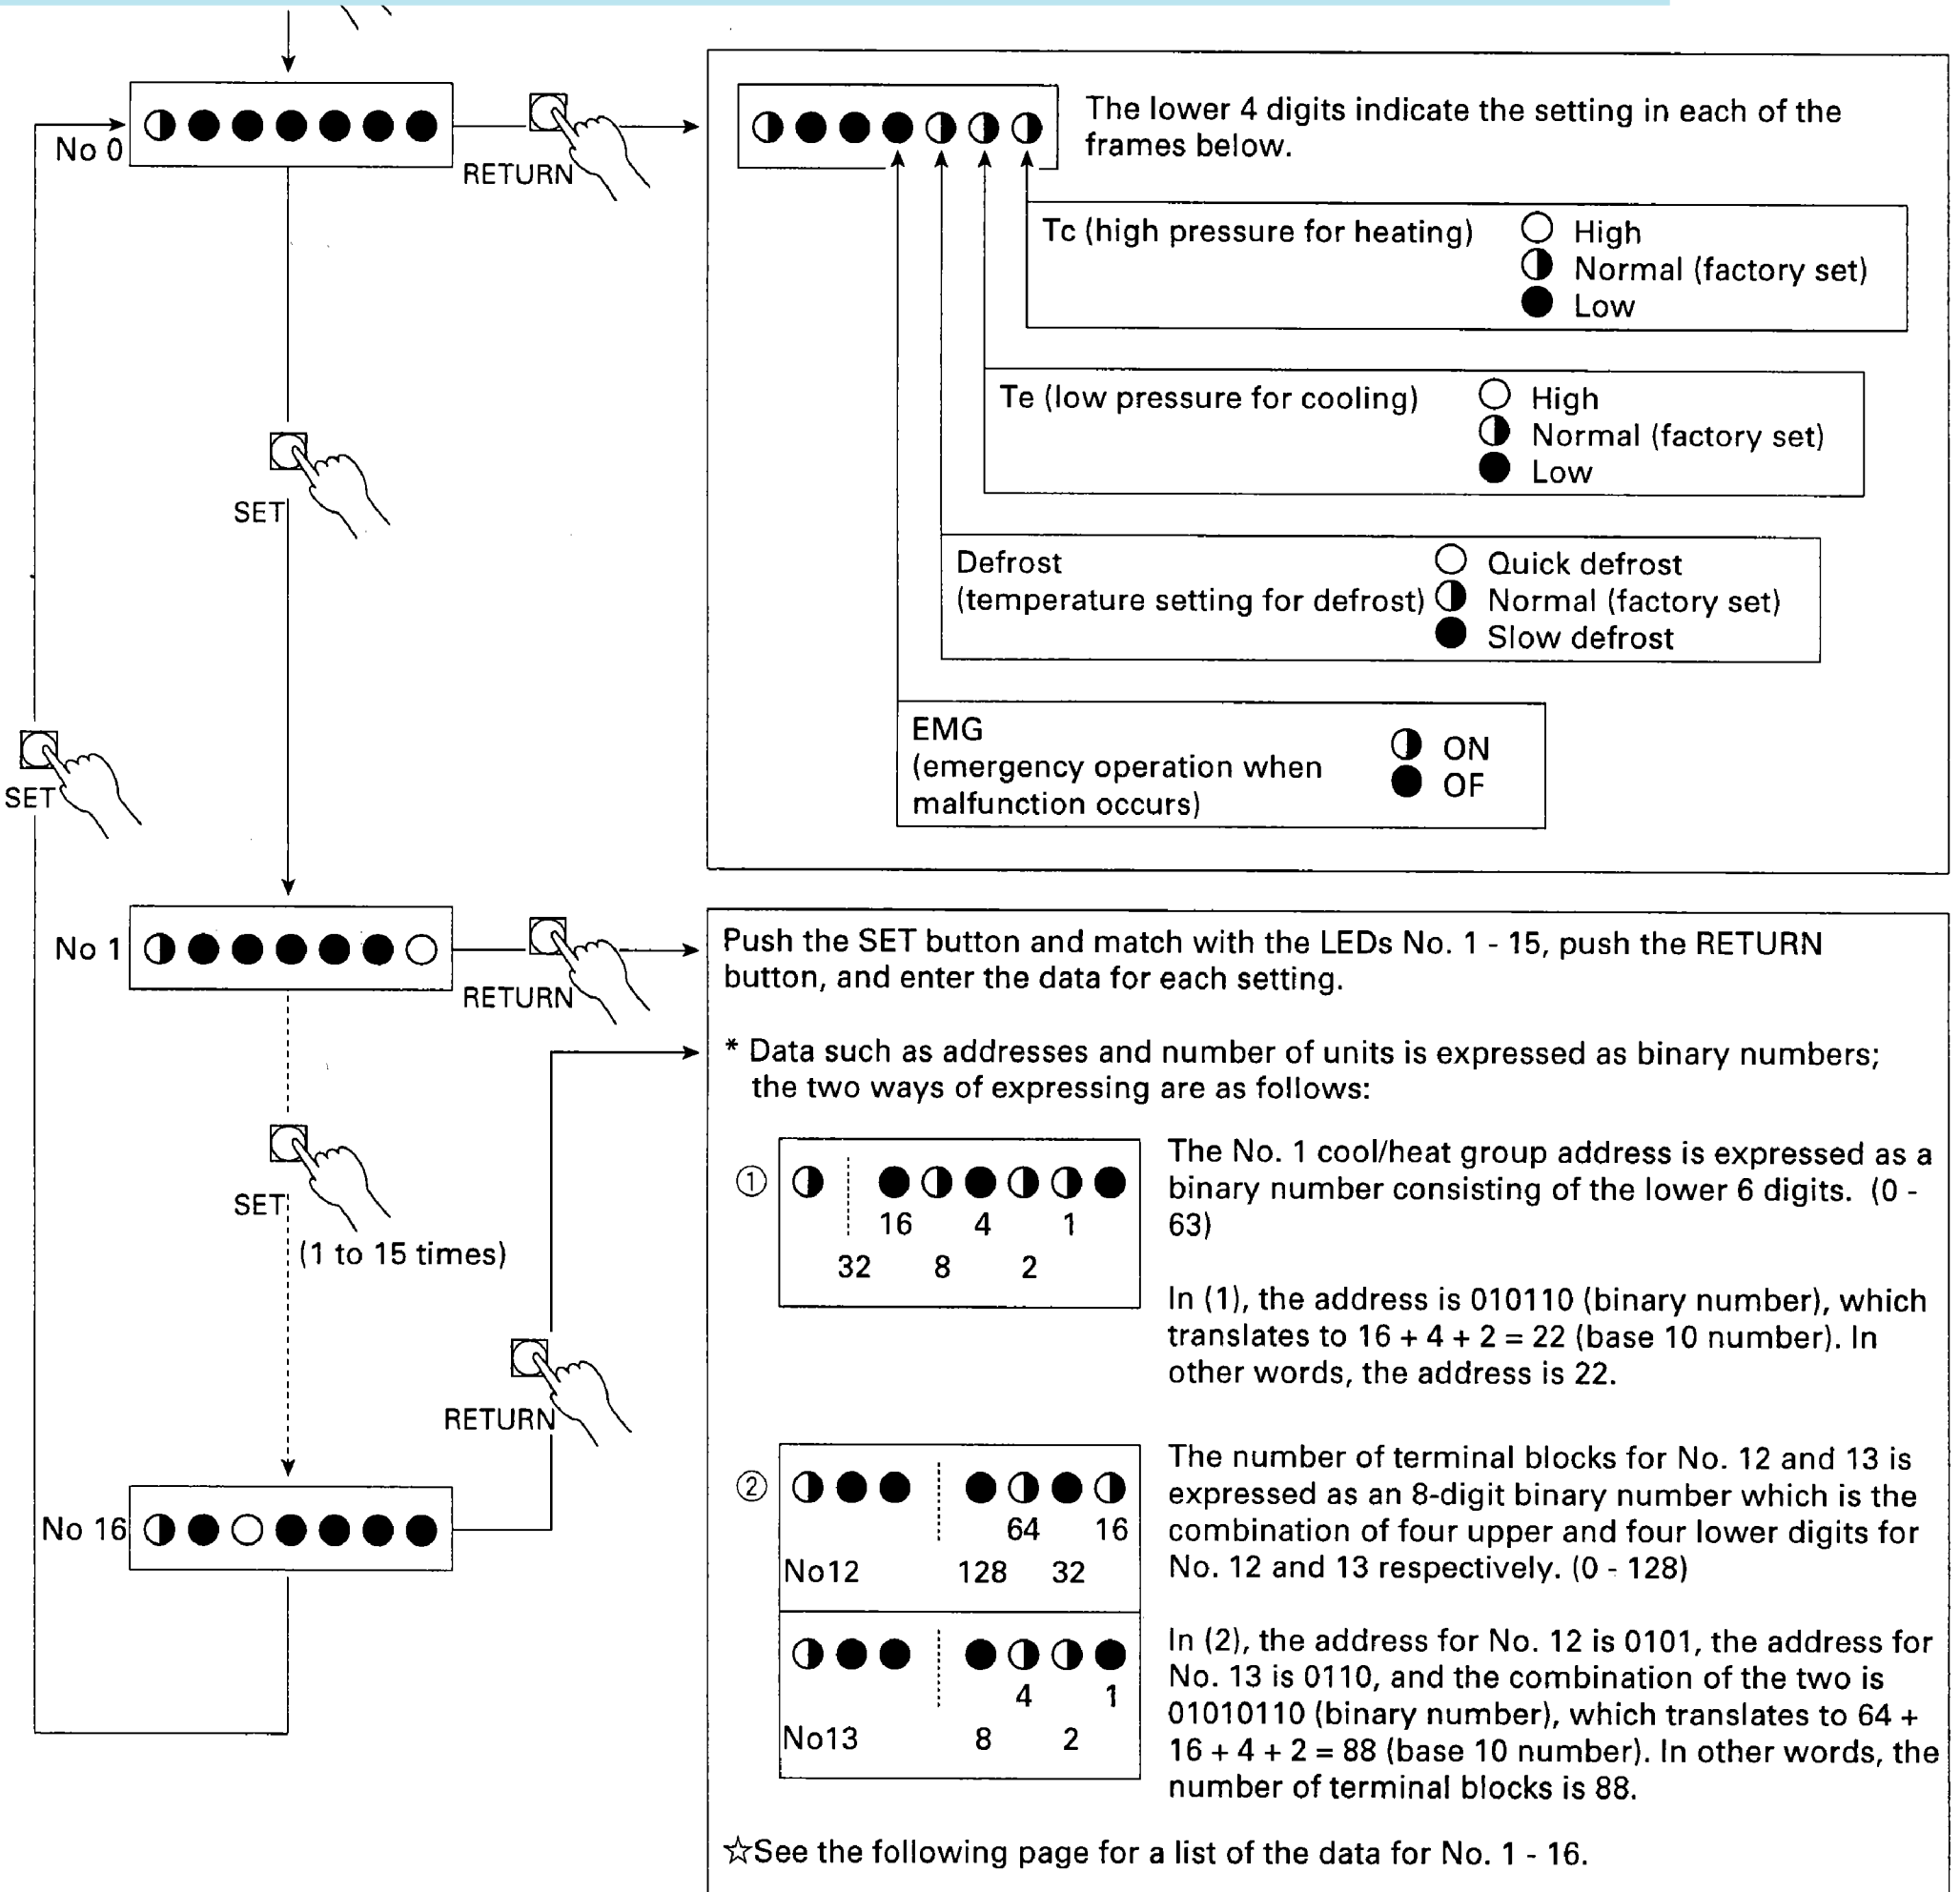 No 0
RETURN
SET
SET
The lower 4 digits indicate the setting in each of the
frames below.
Tc (high pressure for heating)
High
Normal (factory set)
Low
Te (low pressure for cooling)
High
Normal (factory set)
Low
Defrost
(temperature setting for defrost)
Quick defrost
Normal (factory set)
Slow defrost
EMG
(emergency operation when
malfunction occurs)
ON
OF
No 1
RETURN
SET
(1 to 15 times)
RETURN
No 16
Push the SET button and match with the LEDs No. 1 - 15, push the RETURN
button, and enter the data for each setting.
* Data such as addresses and number of units is expressed as binary numbers;
the two ways of expressing are as follows:
①
16 4 1
32 8 2
The No. 1 cool/heat group address is expressed as a
binary number consisting of the lower 6 digits. (0 -
63)
In (1), the address is 010110 (binary number), which
translates to 16 + 4 + 2 = 22 (base 10 number). In
other words, the address is 22.
②
64 16
No12 128 32
4 1
No13 8 2
The number of terminal blocks for No. 12 and 13 is
expressed as an 8-digit binary number which is the
combination of four upper and four lower digits for
No. 12 and 13 respectively. (0 - 128)
In (2), the address for No. 12 is 0101, the address for
No. 13 is 0110, and the combination of the two is
01010110 (binary number), which translates to 64 +
16 + 4 + 2 = 88 (base 10 number). In other words, the
number of terminal blocks is 88.
☆See the following page for a list of the data for No. 1 - 16.